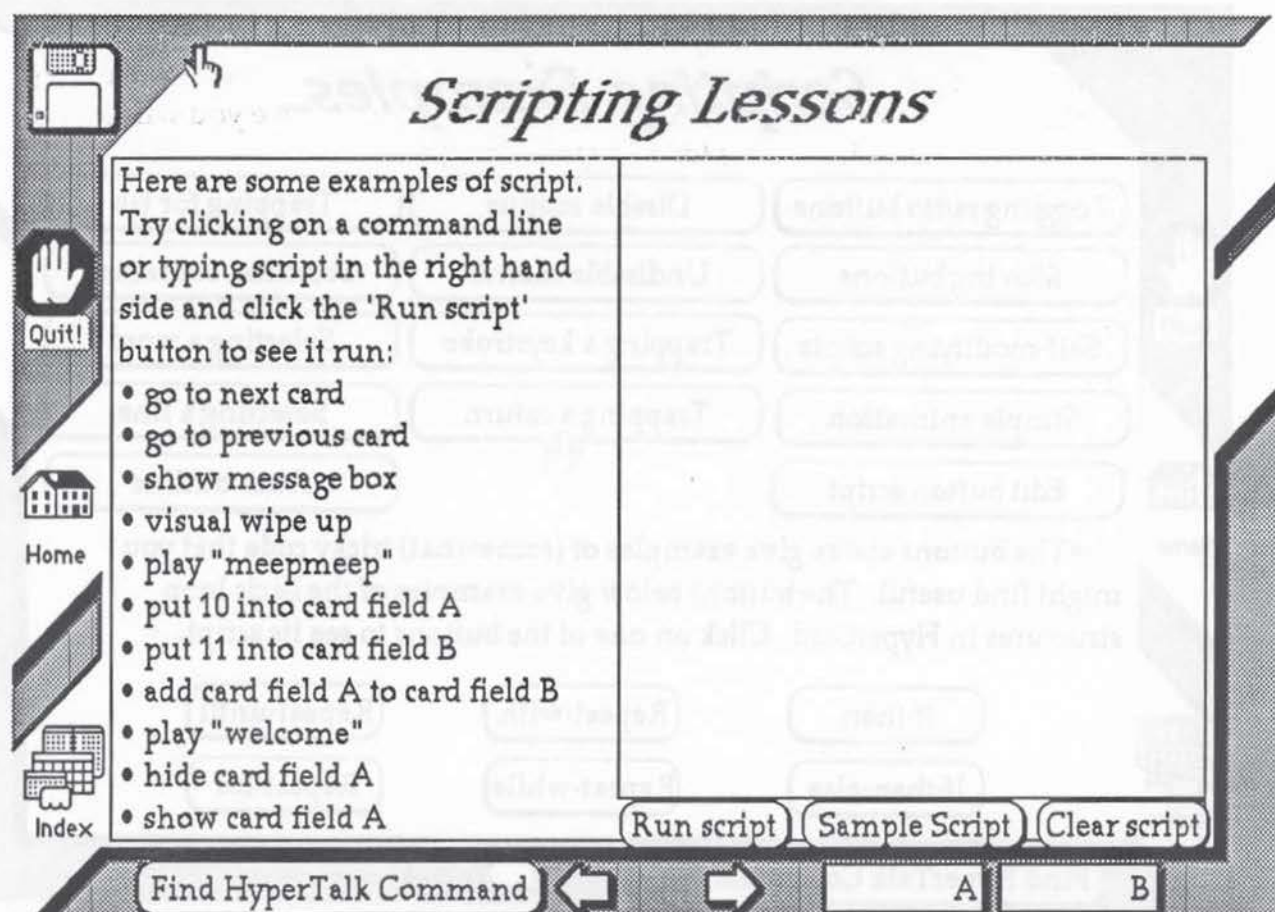 Scripting Lessons
Here are some examples of script.
Try clicking on a command line
or typing script in the right hand
side and click the 'Run script'
button to see it run:
• go to next card
• go to previous card
• show message box
• visual wipe up
• play "meepmeep"
• put 10 into card field A
• put 11 into card field B
• add card field A to card field B
• play "welcome"
• hide card field A
• show card field A
Quit!
Home
Index
Run script
Sample Script
Clear script
Find HyperTalk Command
A
B